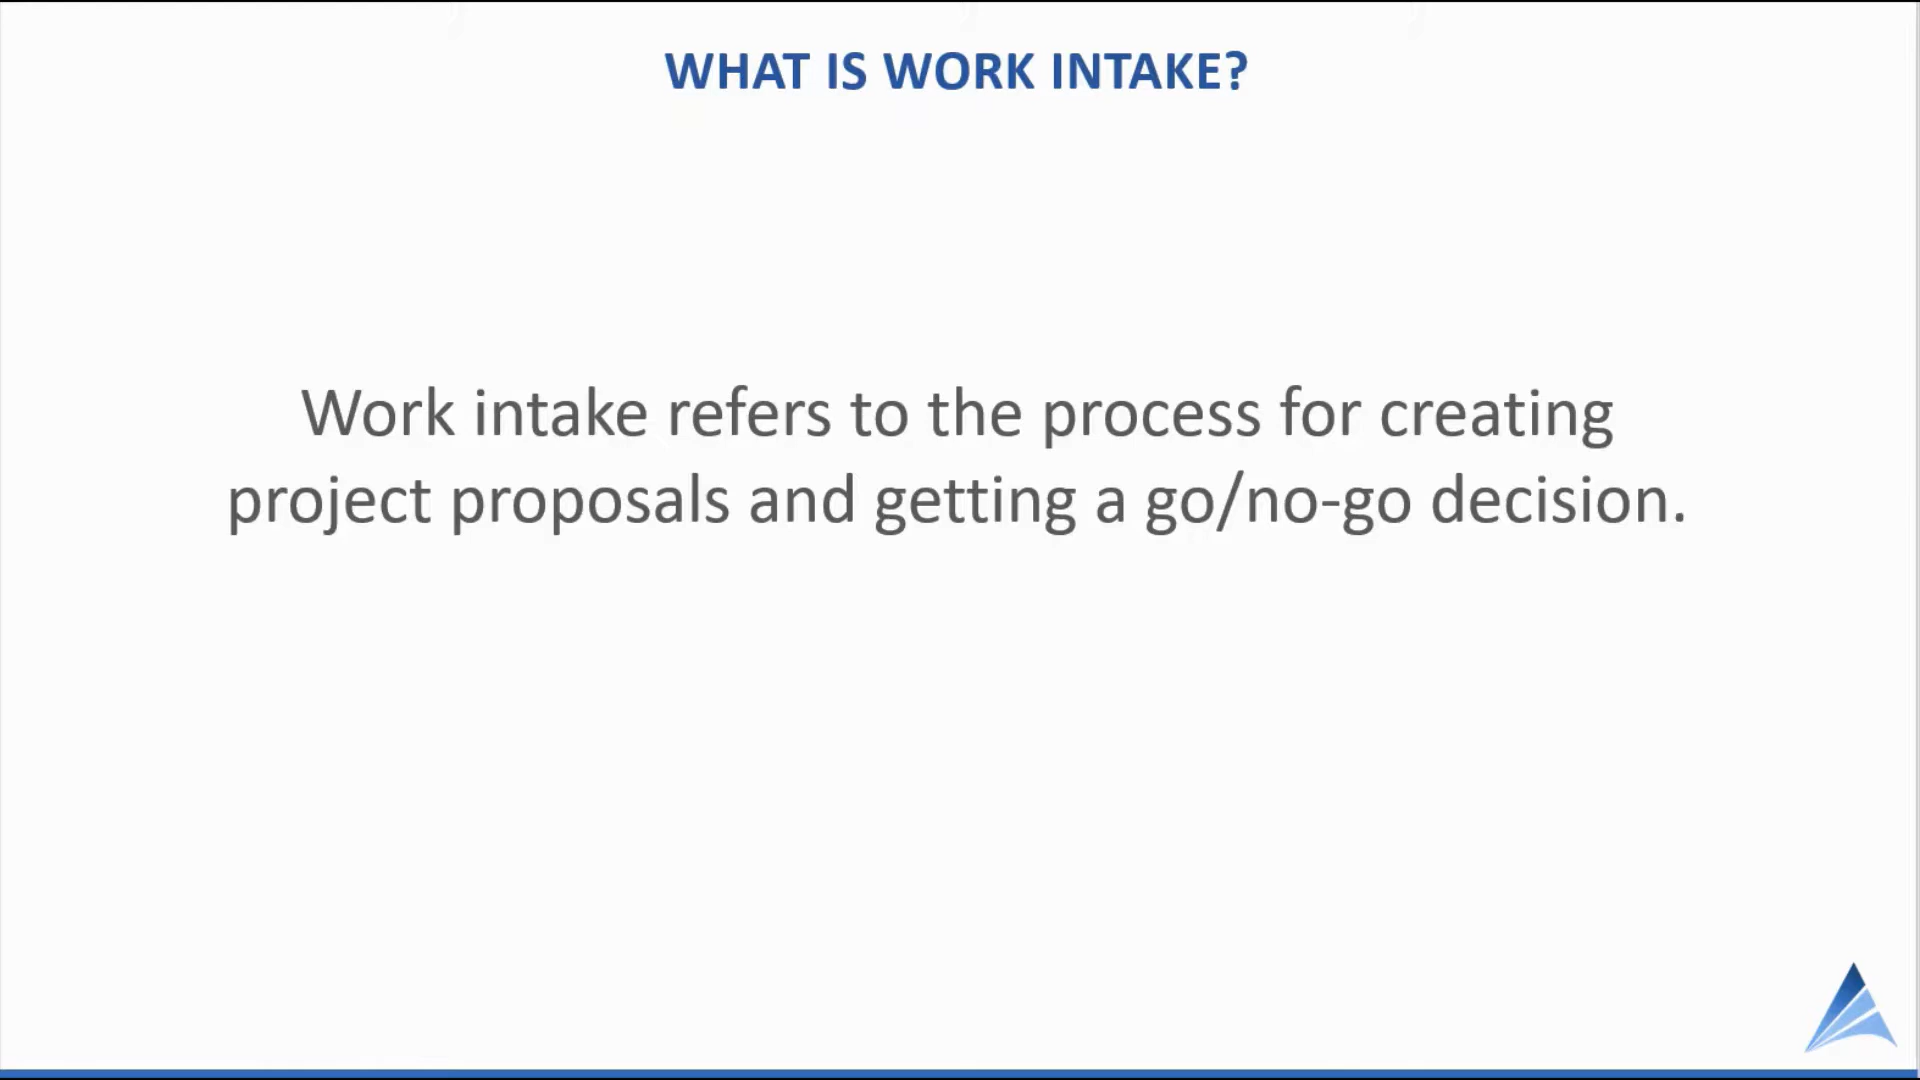 WHAT IS WORK INTAKE?
Work intake refers to the process for creating
project proposals and getting a go/no-go decision.